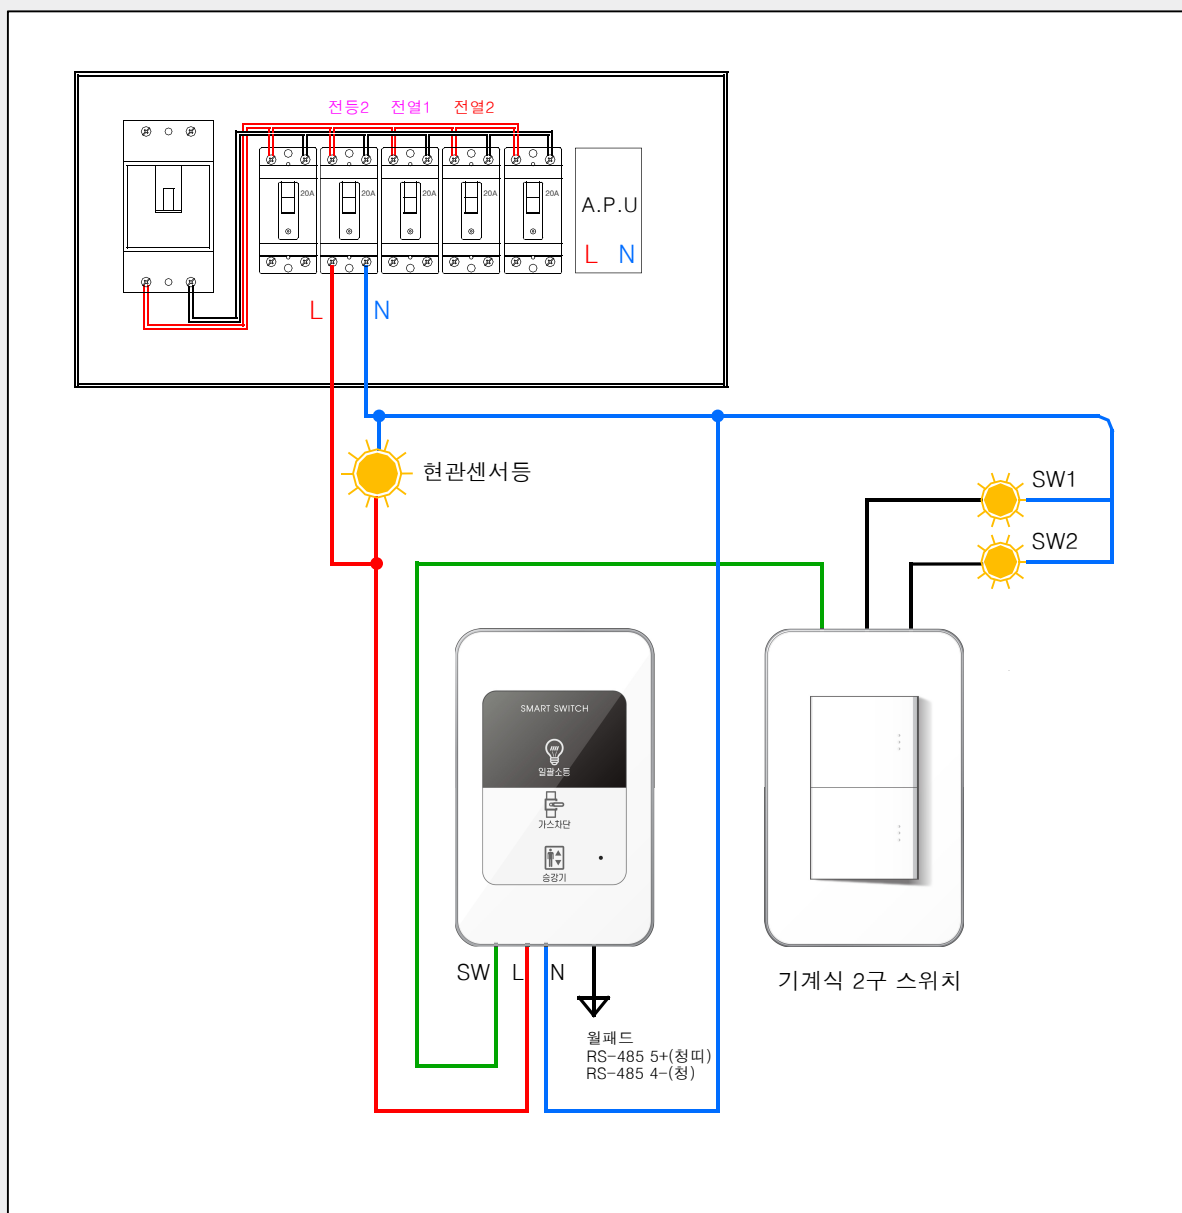 전등2 전열1 전열2
20A 20A 20A 20A 20A
A.P.U
L N
L N
현관센서등
SW1
SW2
SMART SWITCH
일괄소등
가스차단
승강기
SW L N
기계식 2구 스위치
월패드
RS-485 5+(청띠)
RS-485 4-(청)